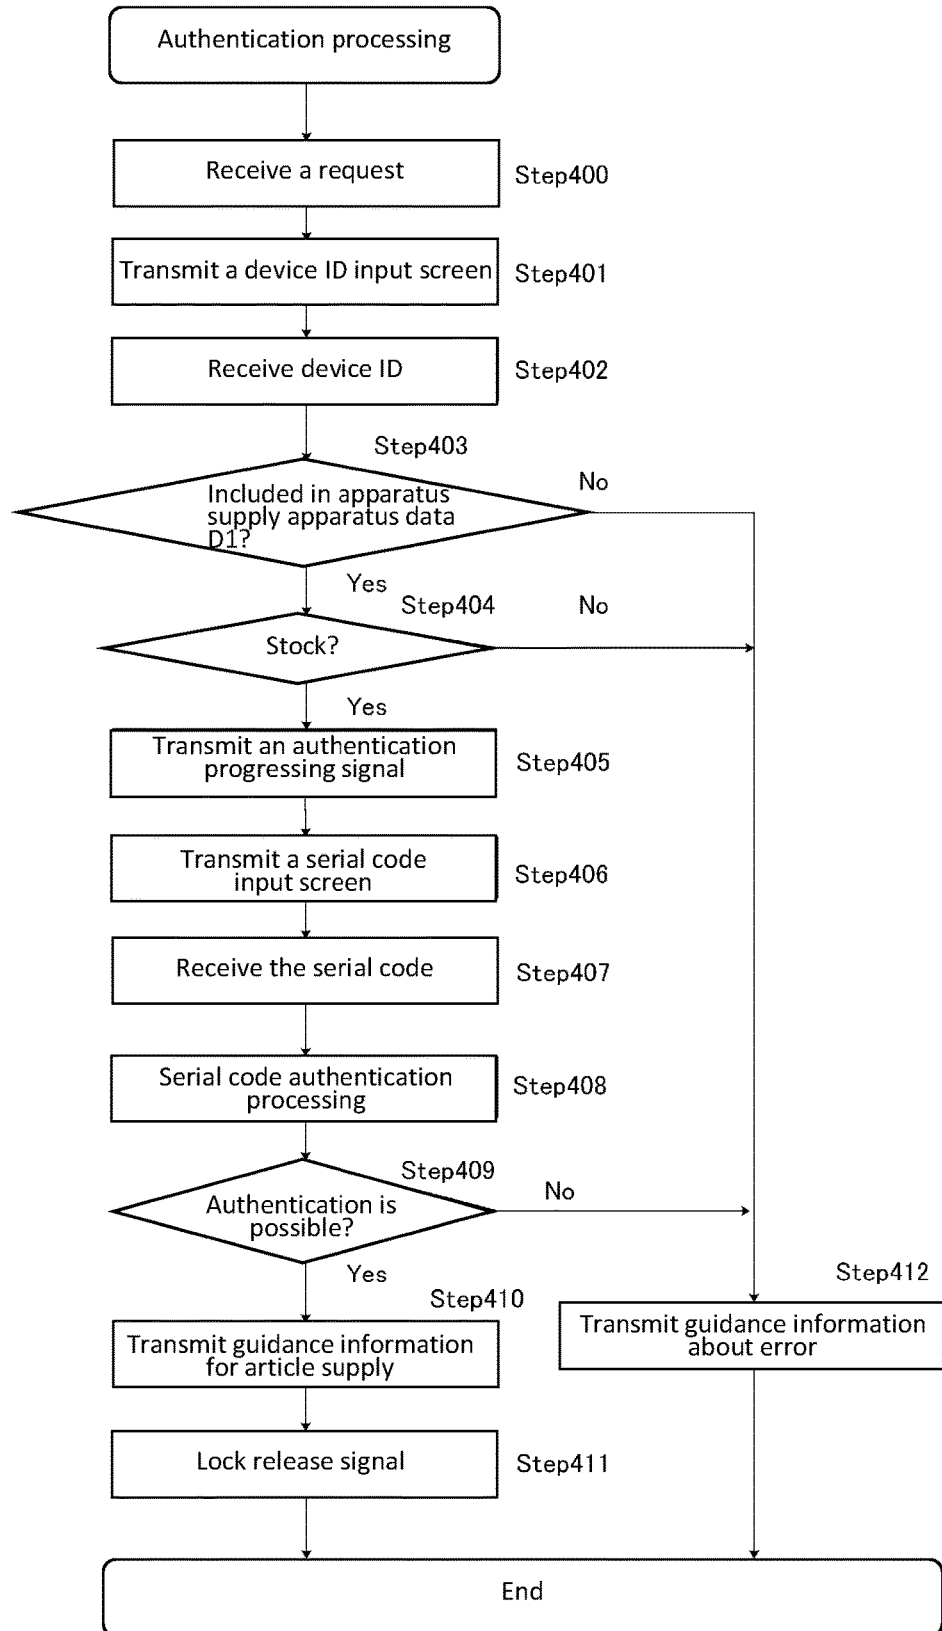 Authentication processing
Receive a request
Step400
Transmit a device ID input screen
Step401
Receive device ID
Step402
Step403
Included in apparatus
supply apparatus data
D1?
No
Yes
Step404
No
Stock?
Yes
Transmit an authentication
progressing signal
Step405
Transmit a serial code
input screen
Step406
Receive the serial code
Step407
Serial code authentication
processing
Step408
Step409
Authentication is
possible?
No
Yes
Step410
Transmit guidance information
for article supply
Step412
Transmit guidance information
about error
Lock release signal
Step411
End